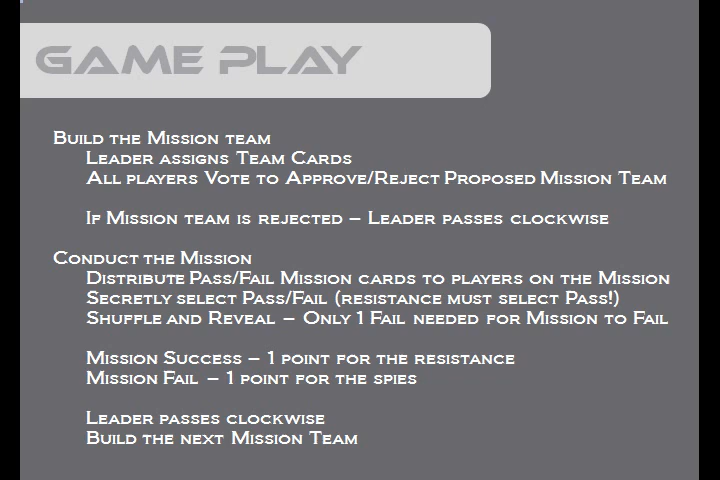 GAME PLAY
Build the Mission team
Leader assigns Team Cards
All players Vote to Approve/Reject Proposed Mission Team
If Mission team is rejected – Leader passes clockwise
Conduct the Mission
Distribute Pass/Fail Mission cards to players on the Mission
Secretly select Pass/Fail (resistance must select Pass!)
Shuffle and Reveal – Only 1 Fail needed for Mission to Fail
Mission Success – 1 point for the resistance
Mission Fail – 1 point for the spies
Leader passes clockwise
Build the next Mission Team